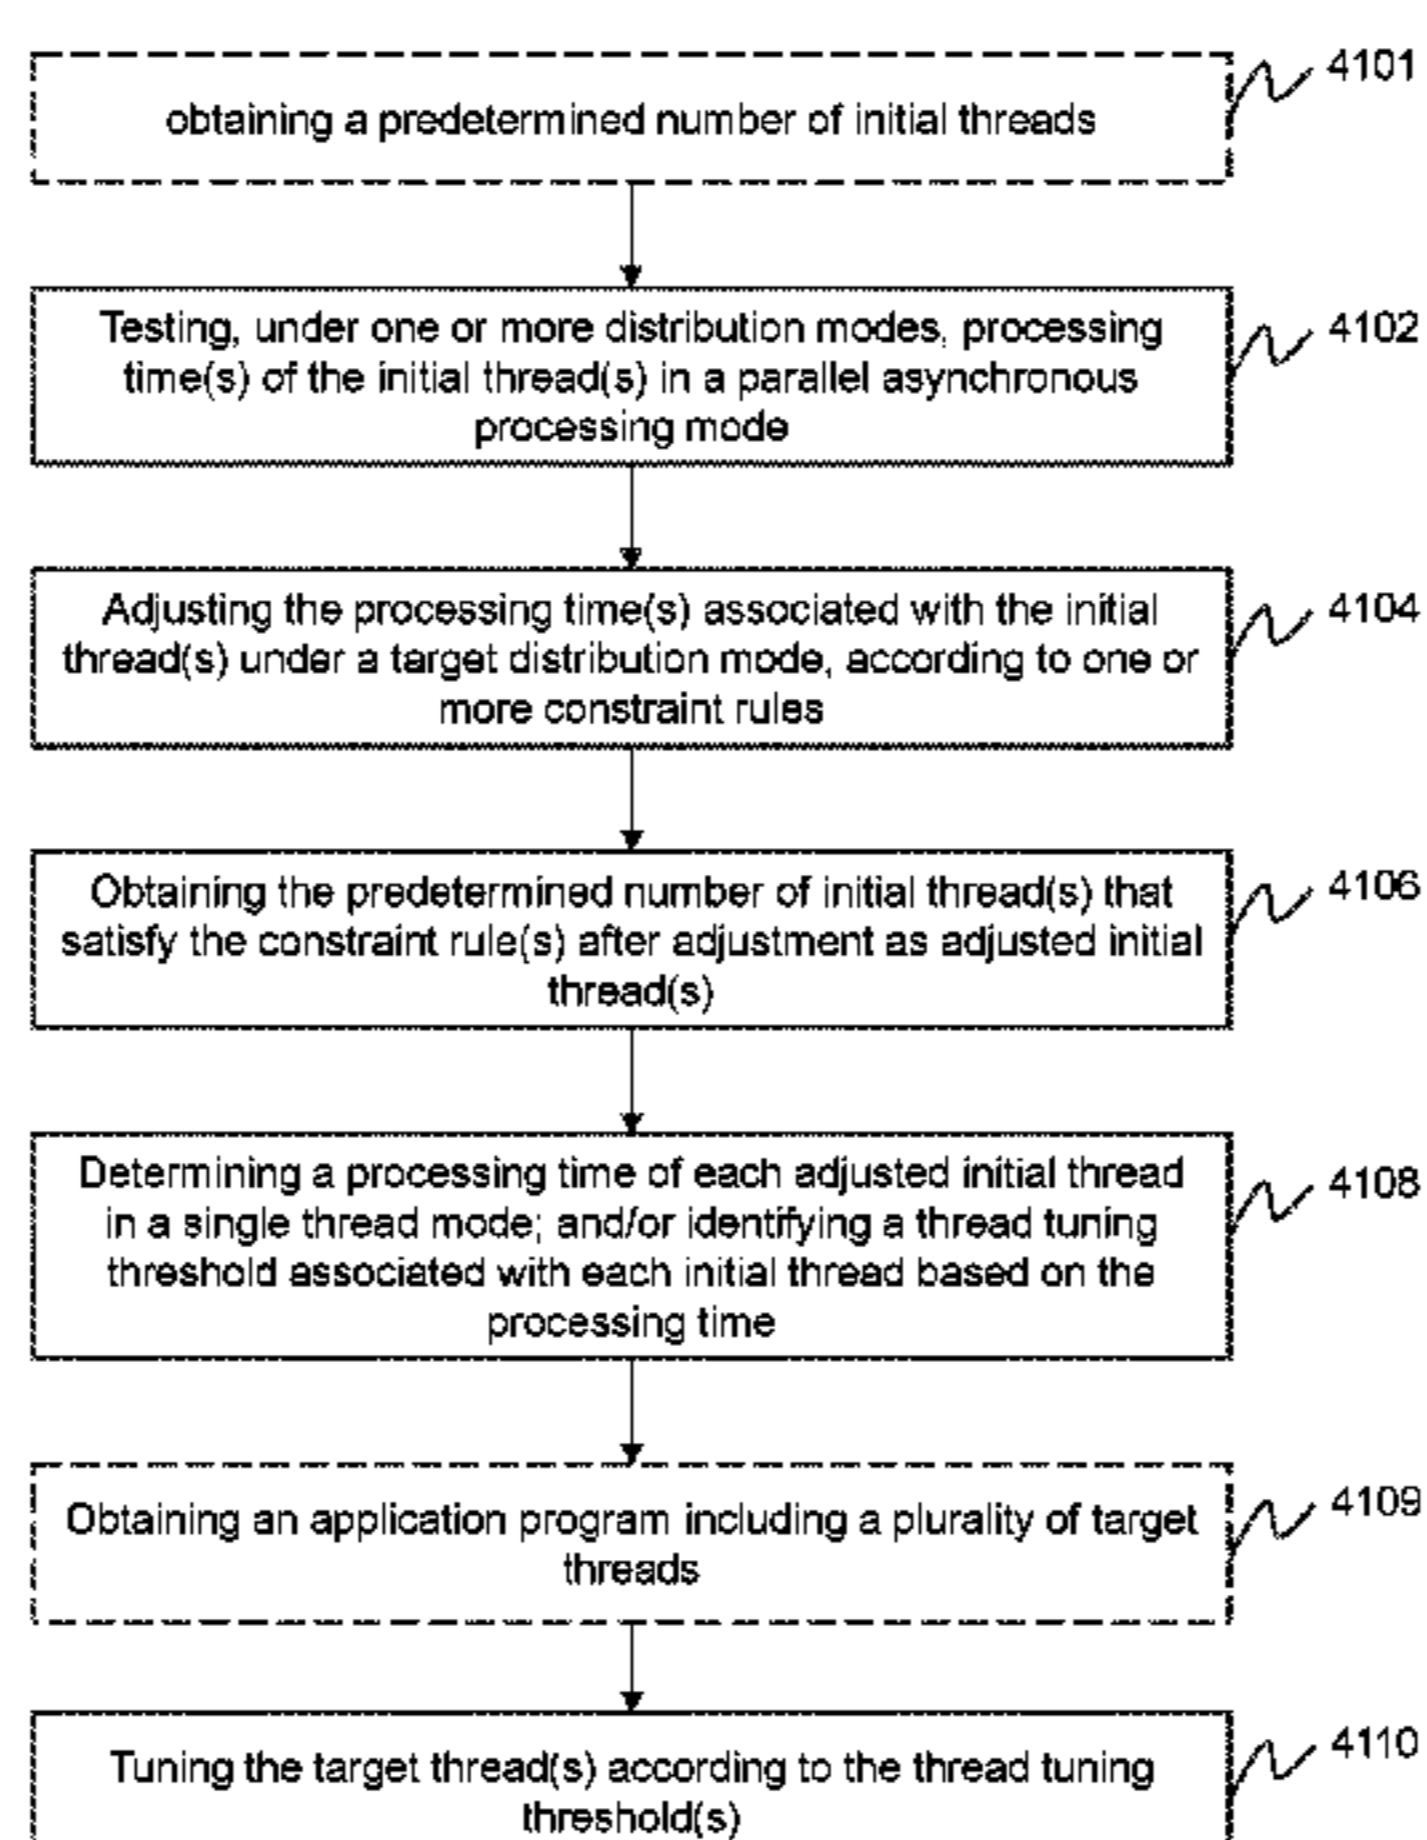 4101
obtaining a predetermined number of initial threads
4102
Testing, under one or more distribution modes, processing
time(s) of the initial thread(s) in a parallel asynchronous
processing mode
4104
Adjusting the processing time(s) associated with the initial
thread(s) under a target distribution mode, according to one or
more constraint rules
4106
Obtaining the predetermined number of initial thread(s) that
satisfy the constraint rule(s) after adjustment as adjusted initial
thread(s)
4108
Determining a processing time of each adjusted initial thread
in a single thread mode; and/or identifying a thread tuning
threshold associated with each initial thread based on the
processing time
4109
Obtaining an application program including a plurality of target
threads
4110
Tuning the target thread(s) according to the thread tuning
threshold(s)